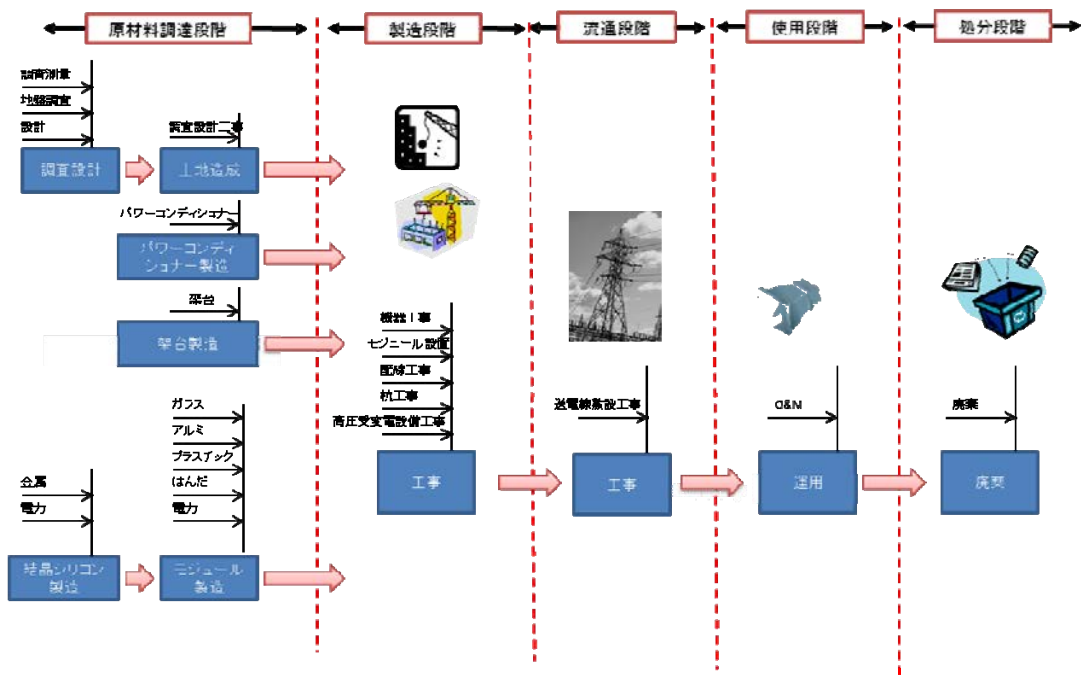 原材料調達段階
製造段階
流通段階
使用段階
処分段階
調査測量
地盤調査
設計
調査設計
調査設計工事
土地造成
パワーコンディショナー
パワーコンディ
ショナー製造
架台
架台製造
金属
電力
結晶シリコン
製造
ガラス
アルミ
プラスチック
はんだ
電力
モジュール
製造
機器工事
モジュール設置
配線工事
杭工事
高圧受変電設備工事
工事
送電線敷設工事
工事
O&M
運用
廃棄
廃棄